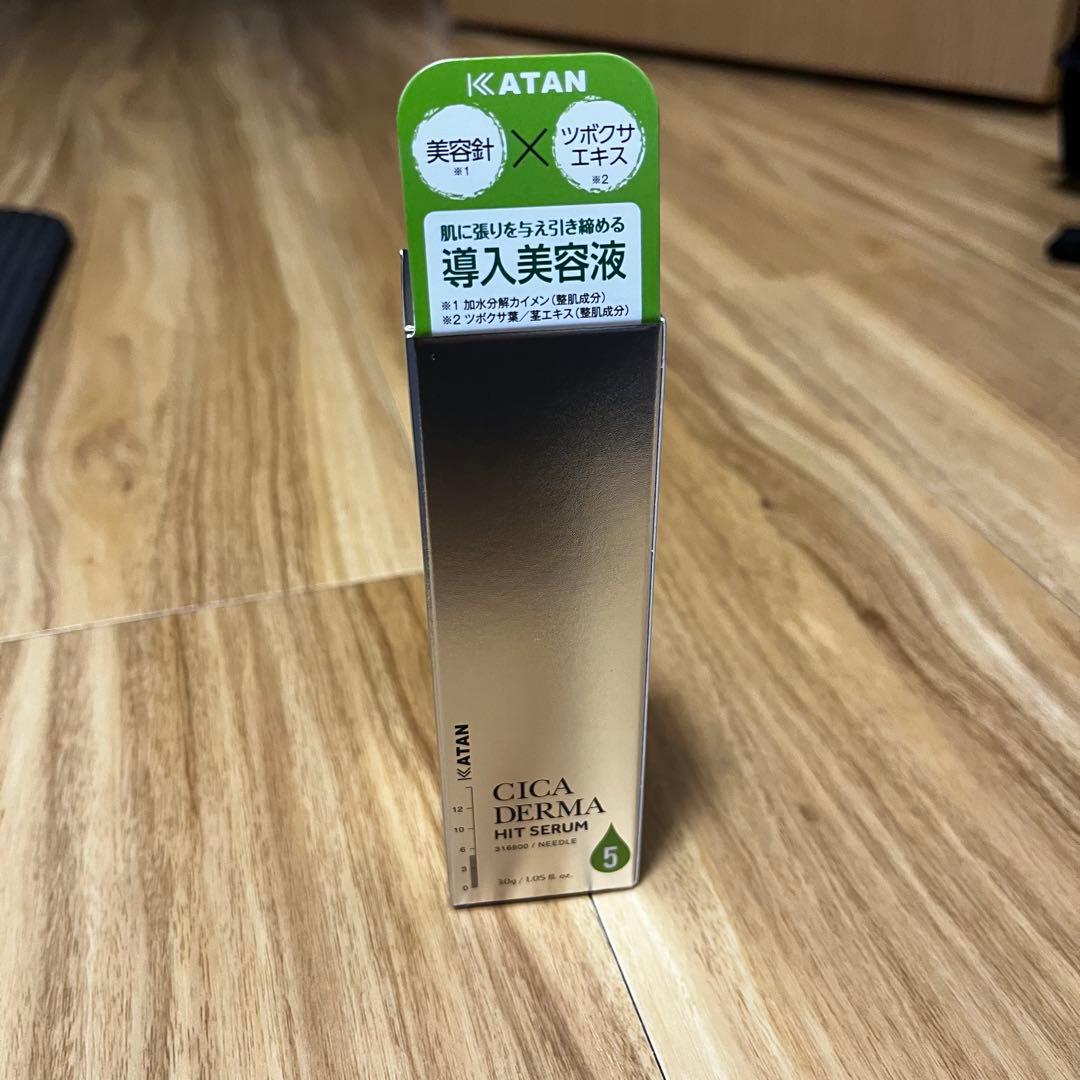 KATAN
美容針
※1
×
ツボクサ
エキス
※2
肌に張りを与え引き締める
導入美容液
※1 加水分解カイメン(整肌成分)
※2 ツボクサ葉/茎エキス(整肌成分)
KATAN
12
10
6
3
0
CICA
DERMA
HIT SERUM
316800 / NEEDLE
5
30g / 1.05 fl. oz.